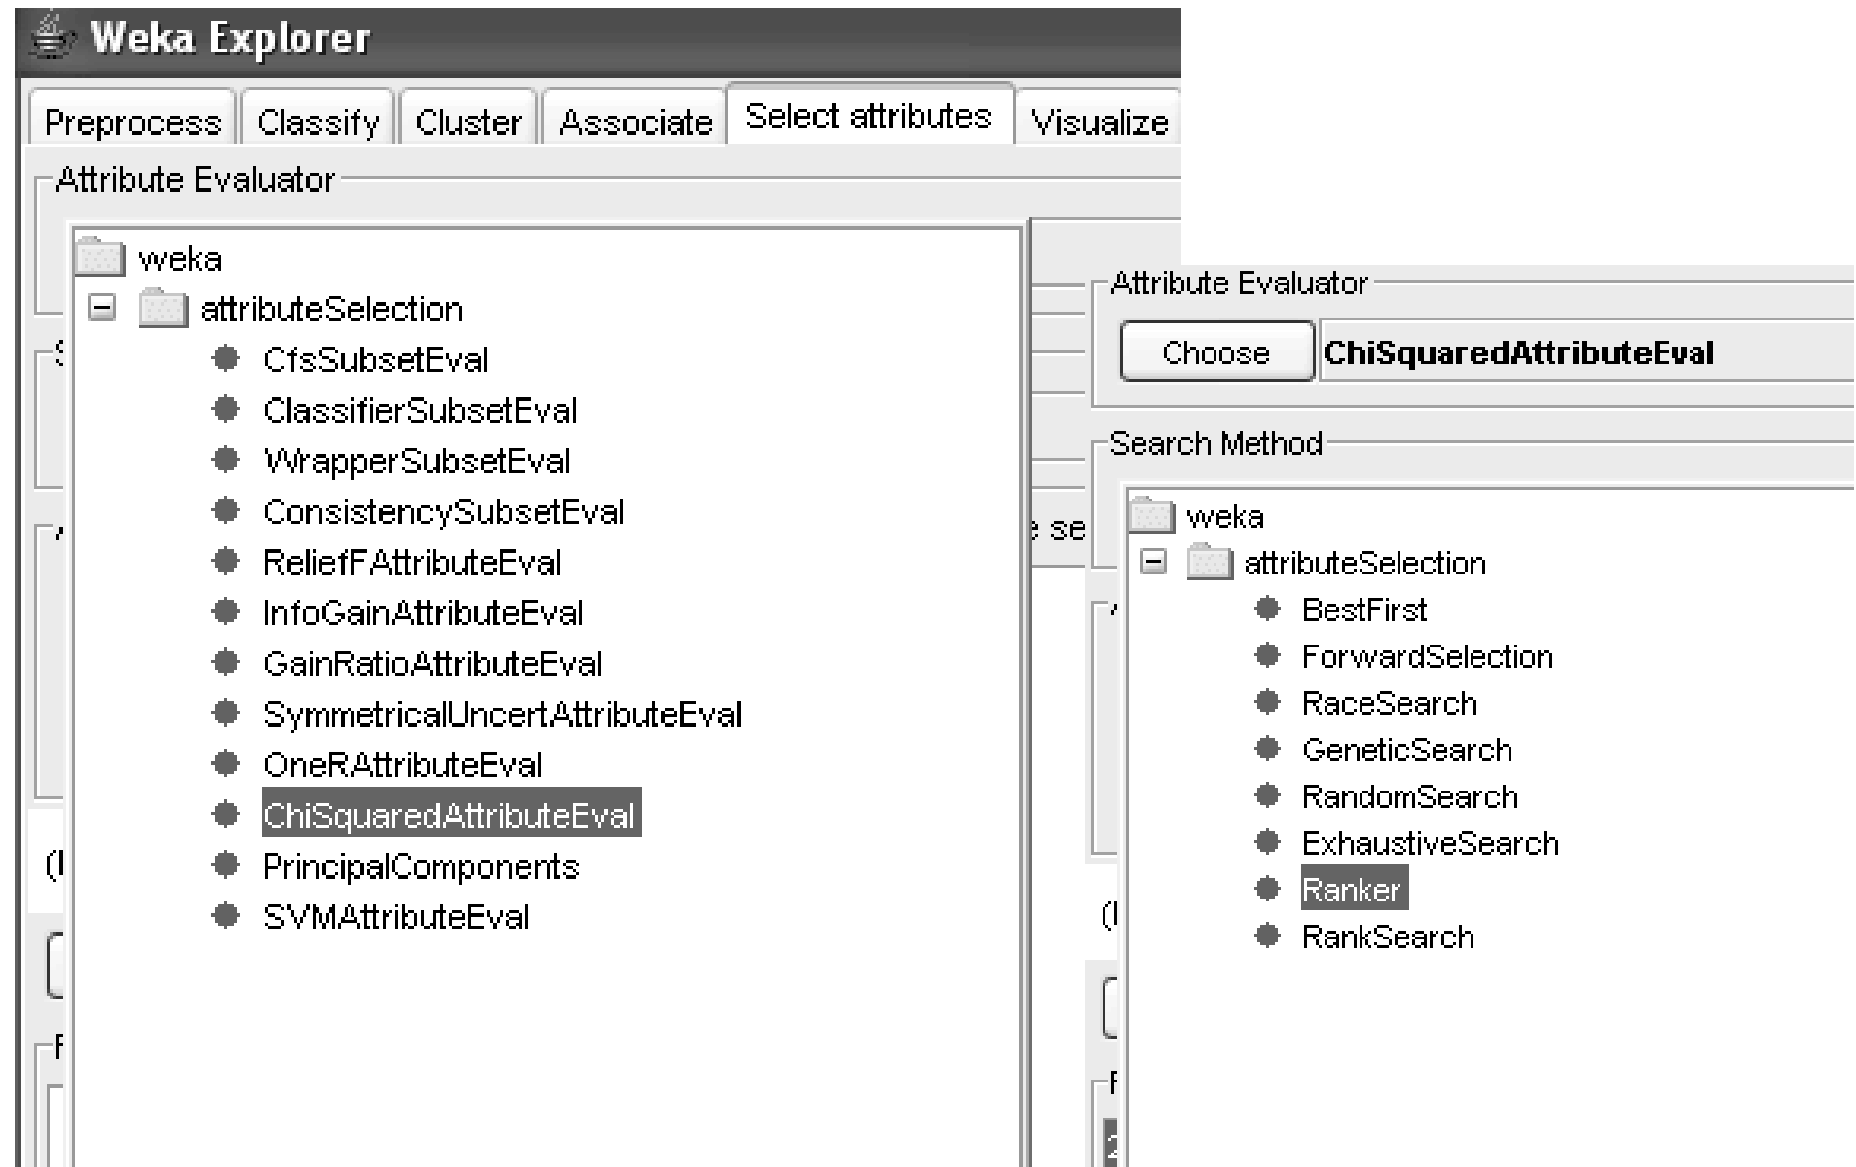 Weka Explorer
Preprocess Classify Cluster Associate Select attributes Visualize
Attribute Evaluator
weka
attributeSelection
CfsSubsetEval
ClassifierSubsetEval
WrapperSubsetEval
ConsistencySubsetEval
ReliefFAttributeEval
InfoGainAttributeEval
GainRatioAttributeEval
SymmetricalUncertAttributeEval
OneRAttributeEval
ChiSquaredAttributeEval
PrincipalComponents
SVMAttributeEval
Attribute Evaluator
Choose ChiSquaredAttributeEval
Search Method
weka
attributeSelection
BestFirst
ForwardSelection
RaceSearch
GeneticSearch
RandomSearch
ExhaustiveSearch
Ranker
RankSearch